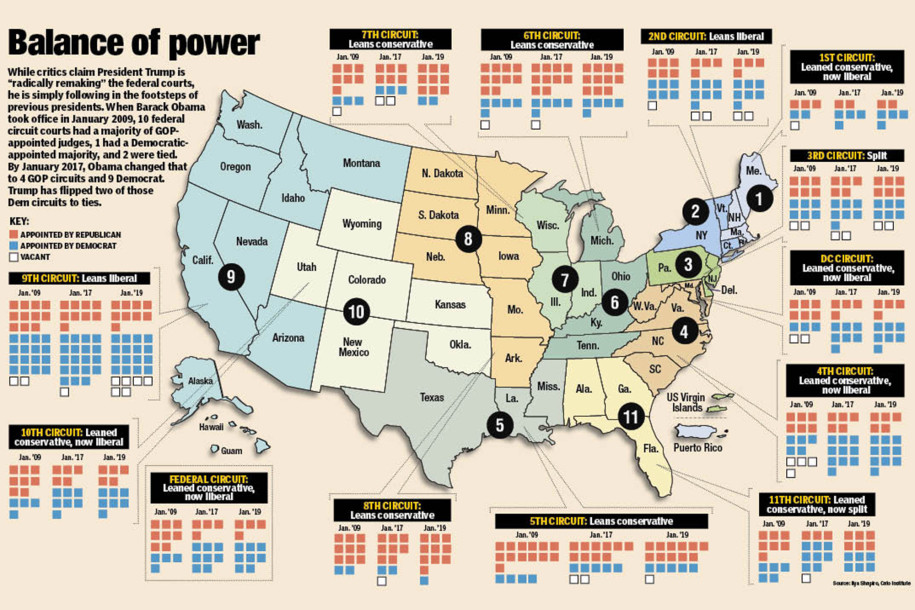 Balance of power
While critics claim President Trump is
"radically remaking" the federal courts,
he is simply following in the footsteps of
previous presidents. When Barack Obama
took office in January 2009, 10 federal
circuit courts had a majority of GOP-
appointed judges, 1 had a Democratic-
appointed majority, and 2 were tied.
By January 2017, Obama changed that
to 4 GOP circuits and 9 Democrat.
Trump has flipped two of those
Dem circuits to ties.
KEY:
APPOINTED BY REPUBLICAN
APPOINTED BY DEMOCRAT
VACANT
7TH CIRCUIT:
Leans conservative
Jan. '09 Jan. '17 Jan. '19
6TH CIRCUIT:
Leans conservative
Jan. '09 Jan. '17 Jan. '19
2ND CIRCUIT: Leans liberal
Jan. '09 Jan. '17 Jan. '19
1ST CIRCUIT:
Leaned conservative,
now liberal
Jan. '09 Jan. '17 Jan. '19
3RD CIRCUIT: Split
Jan. '09 Jan. '17 Jan. '19
DC CIRCUIT:
Leaned conservative,
now liberal
Jan. '09 Jan. '17 Jan. '19
4TH CIRCUIT:
Leaned conservative,
now liberal
Jan. '09 Jan. '17 Jan. '19
11TH CIRCUIT: Leaned
conservative, now split
Jan. '09 Jan. '17 Jan. '19
9TH CIRCUIT: Leans liberal
Jan. '09 Jan. '17 Jan. '19
10TH CIRCUIT: Leaned
conservative, now liberal
Jan. '09 Jan. '17 Jan. '19
FEDERAL CIRCUIT:
Leaned conservative,
now liberal
Jan. '09 Jan. '17 Jan. '19
8TH CIRCUIT:
Leans conservative
Jan. '09 Jan. '17 Jan. '19
5TH CIRCUIT: Leans conservative
Jan. '09 Jan. '17 Jan. '19
Wash.
Oregon
Idaho
Montana
Wyoming
Nevada
Calif.
9
Utah
Colorado
10
Arizona
New
Mexico
Alaska
Hawaii
Guam
N. Dakota
S. Dakota
Minn.
8
Neb.
Iowa
Kansas
Mo.
Okla.
Ark.
Texas
La.
5
Miss.
Wisc.
Mich.
7
Ill.
Ind.
Ohio
6
Ky.
Tenn.
W.Va.
Va.
4
NC
SC
Ala.
Ga.
11
Fla.
Pa.
3
NJ
Md.
Del.
2
NY
Vt.
NH
Me.
1
Ma.
Ct.
RI
US Virgin
Islands
Puerto Rico
Source: Ilya Shapiro, Cato Institute